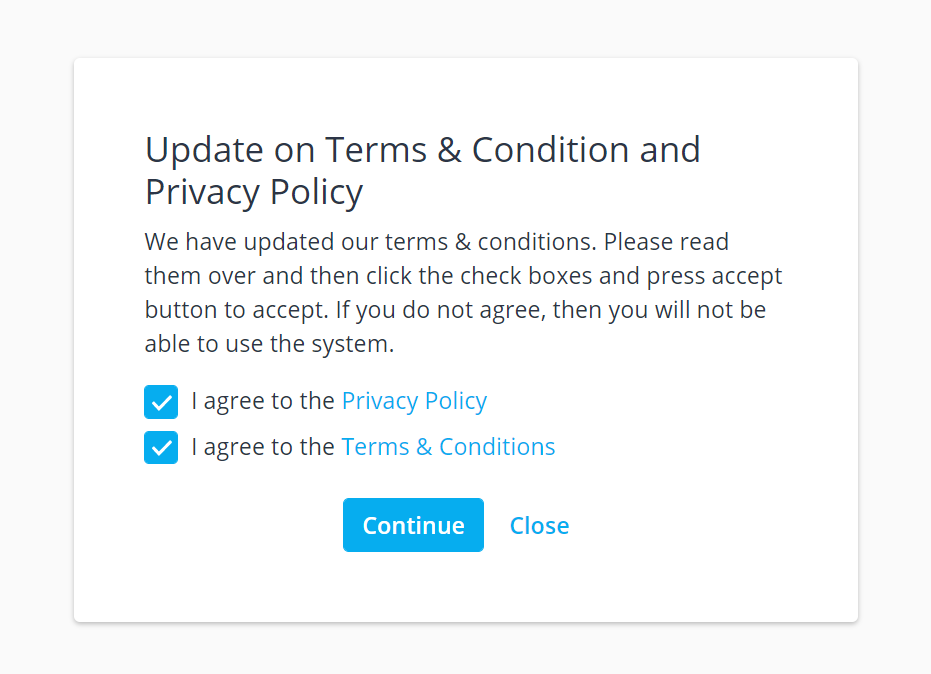 Update on Terms & Condition and
Privacy Policy
We have updated our terms & conditions. Please read
them over and then click the check boxes and press accept
button to accept. If you do not agree, then you will not be
able to use the system.
I agree to the Privacy Policy
I agree to the Terms & Conditions
Continue Close